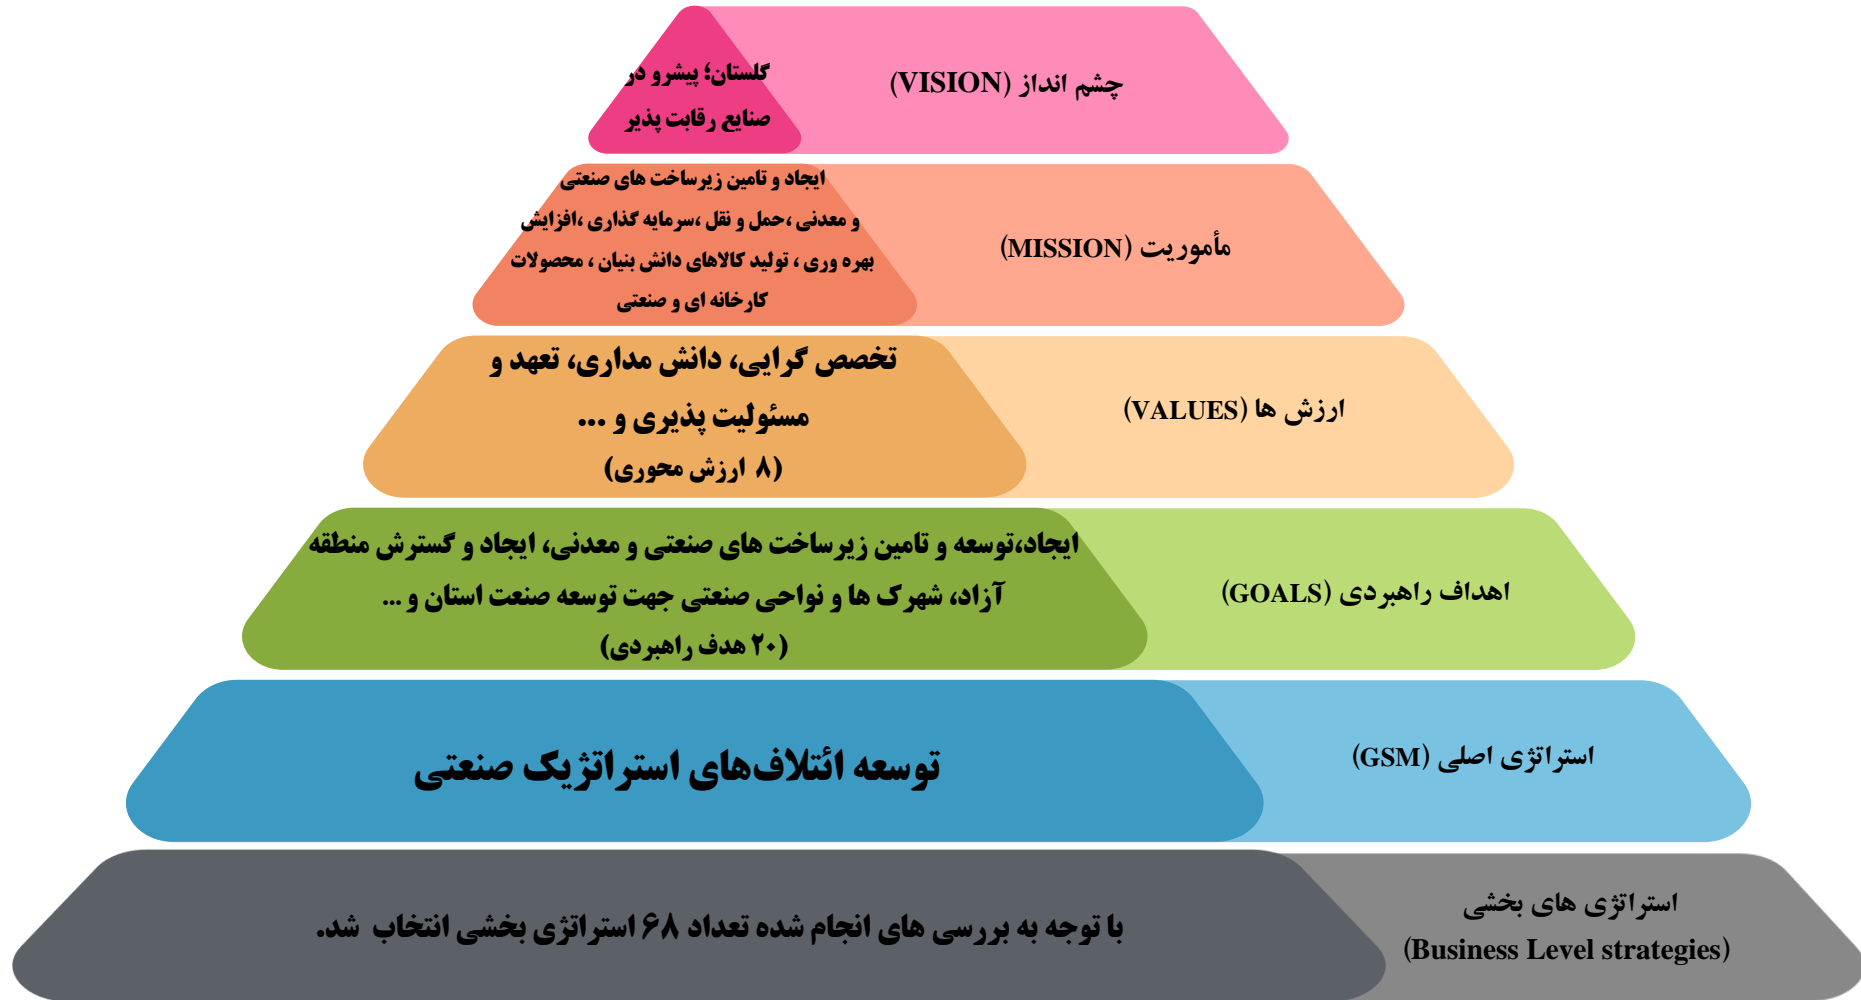 چشم انداز (VISION)
گلستان؛ پیشرو در
صنایع رقابت پذیر
مأموریت (MISSION)
ایجاد و تامین زیرساخت های صنعتی
و معدنی ،حمل و نقل ،سرمایه گذاری ،افزایش
بهره وری ، تولید کالاهای دانش بنیان ، محصولات
کارخانه ای و صنعتی
ارزش ها (VALUES)
تخصص گرایی، دانش مداری، تعهد و
مسئولیت پذیری و ...
(۸ ارزش محوری)
اهداف راهبردی (GOALS)
ایجاد،توسعه و تامین زیرساخت های صنعتی و معدنی، ایجاد و گسترش منطقه
آزاد، شهرک ها و نواحی صنعتی جهت توسعه صنعت استان و ...
(۲۰ هدف راهبردی)
استراتژی اصلی (GSM)
توسعه ائتلاف‌های استراتژیک صنعتی
استراتژی های بخشی
(Business Level strategies)
با توجه به بررسی های انجام شده تعداد ۶۸ استراتژی بخشی انتخاب شد.